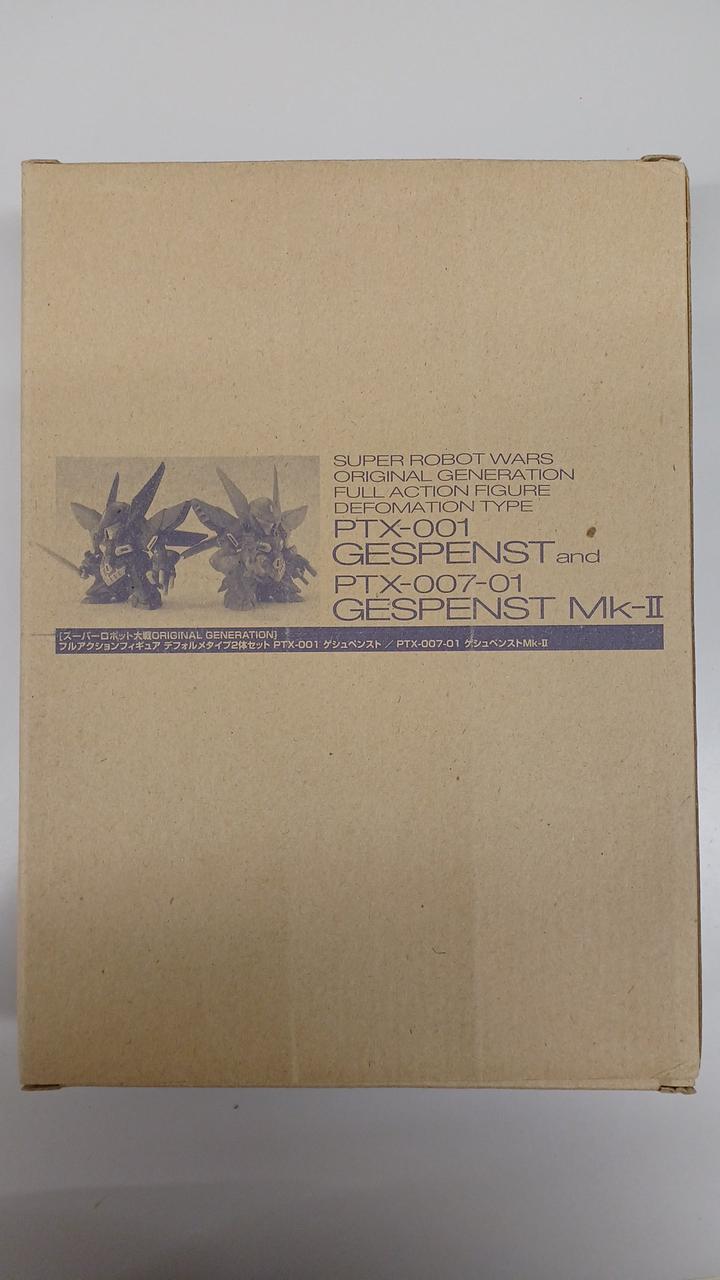 SUPER ROBOT WARS
ORIGINAL GENERATION
FULL ACTION FIGURE
DEFOMATION TYPE
PTX-001
GESPENST and
PTX-007-01
GESPENST Mk-Ⅱ
[スーパーロボット大戦ORIGINAL GENERATION]
フルアクションフィギュア デフォルメタイプ2体セット PTX-001 ゲシュペンスト ／ PTX-007-01 ゲシュペンストMk-Ⅱ